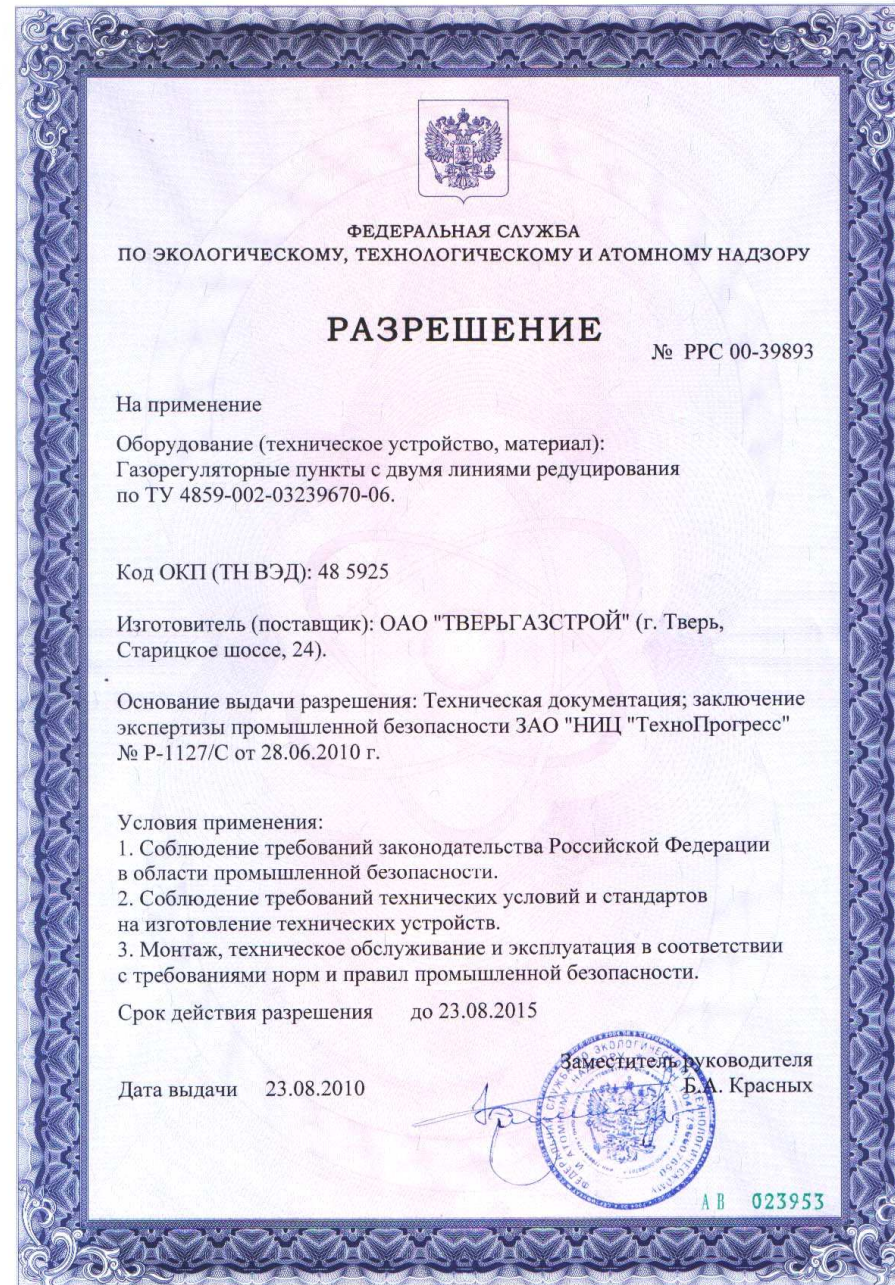 ФЕДЕРАЛЬНАЯ СЛУЖБА
ПО ЭКОЛОГИЧЕСКОМУ, ТЕХНОЛОГИЧЕСКОМУ И АТОМНОМУ НАДЗОРУ
РАЗРЕШЕНИЕ
№ РРС 00-39893
На применение
Оборудование (техническое устройство, материал):
Газорегуляторные пункты с двумя линиями редуцирования
по ТУ 4859-002-03239670-06.
Код ОКП (ТН ВЭД): 48 5925
Изготовитель (поставщик): ОАО "ТВЕРЬГАЗСТРОЙ" (г. Тверь,
Старицкое шоссе, 24).
Основание выдачи разрешения: Техническая документация; заключение
экспертизы промышленной безопасности ЗАО "НИЦ "ТехноПрогресс"
№ Р-1127/С от 28.06.2010 г.
Условия применения:
1. Соблюдение требований законодательства Российской Федерации
в области промышленной безопасности.
2. Соблюдение требований технических условий и стандартов
на изготовление технических устройств.
3. Монтаж, техническое обслуживание и эксплуатация в соответствии
с требованиями норм и правил промышленной безопасности.
Срок действия разрешения до 23.08.2015
Заместитель руководителя
Дата выдачи 23.08.2010 Б.А. Красных
АВ 023953